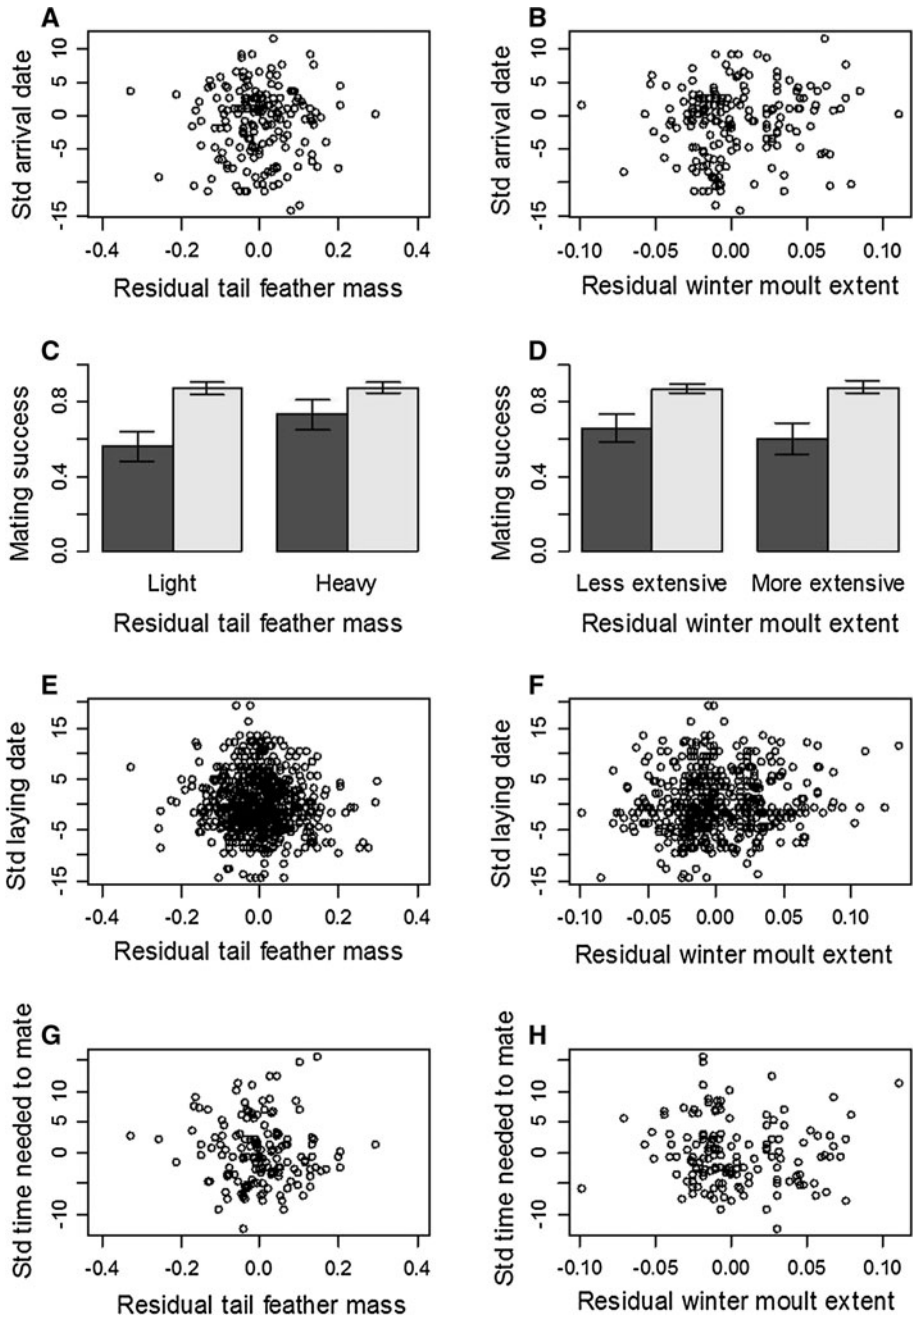 A
Std arrival date
10
5
0
-5
-15
-0.4 -0.2 0.0 0.2 0.4
Residual tail feather mass
B
Std arrival date
10
5
0
-5
-15
-0.10 -0.05 0.00 0.05 0.10
Residual winter moult extent
C
Mating success
0.8
0.4
0.0
Light Heavy
Residual tail feather mass
D
Mating success
0.8
0.4
0.0
Less extensive More extensive
Residual winter moult extent
E
Std laying date
15
5
-5
-15
-0.4 -0.2 0.0 0.2 0.4
Residual tail feather mass
F
Std laying date
15
5
-5
-15
-0.10 -0.05 0.00 0.05 0.10
Residual winter moult extent
G
Std time needed to mate
10
5
0
-10
-0.4 -0.2 0.0 0.2 0.4
Residual tail feather mass
H
Std time needed to mate
10
5
0
-10
-0.10 -0.05 0.00 0.05 0.10
Residual winter moult extent